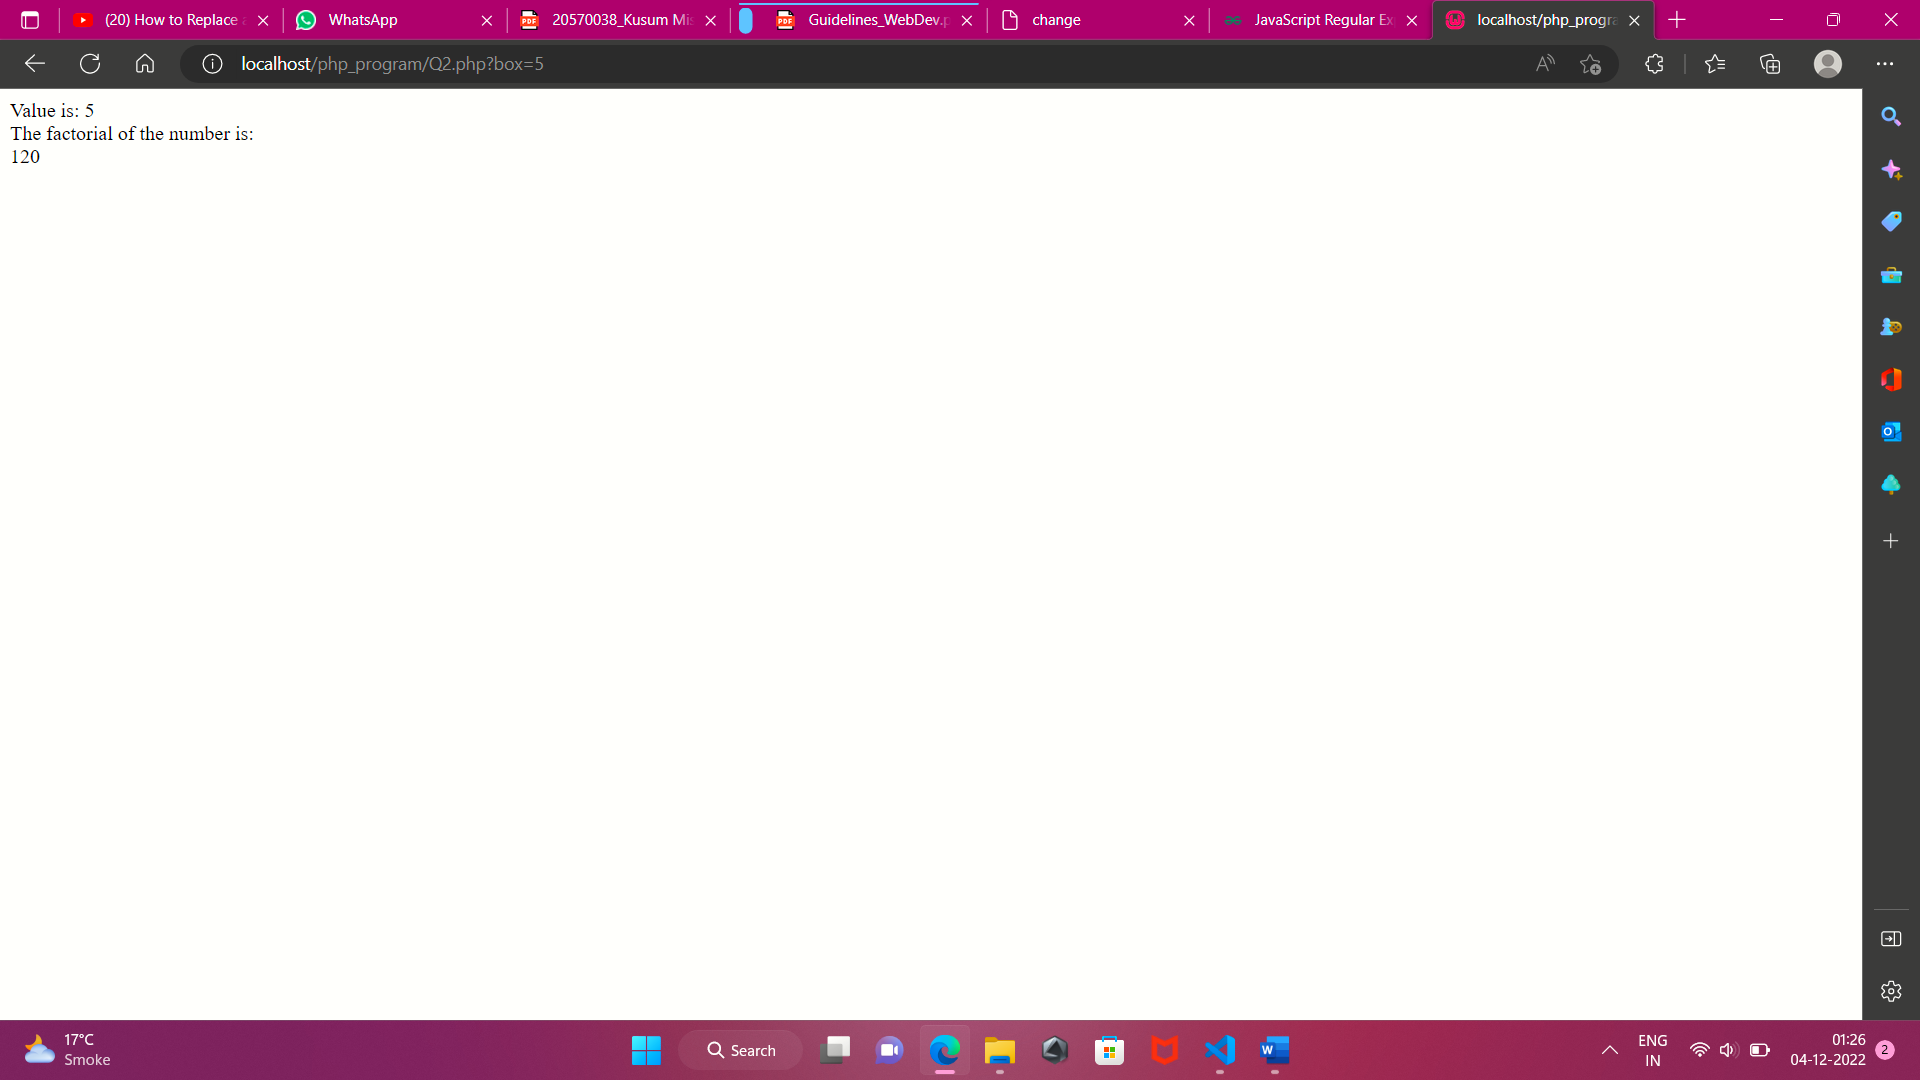 (20) How to Replace a
WhatsApp
20570038_Kusum Mis
Guidelines_WebDev.p
change
JavaScript Regular Ex
localhost/php_progra
localhost/php_program/Q2.php?box=5
Value is: 5
The factorial of the number is:
120
17°C
Smoke
Search
ENG
IN
01:26
04-12-2022
2